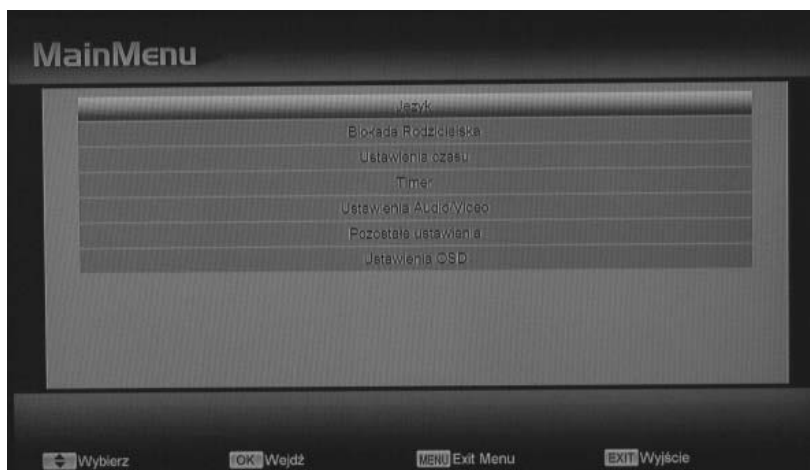 MainMenu
Język
Blokada Rodzicielska
Ustawienia czasu
Timer
Ustawienia Audio/Video
Pozostałe ustawienia
Ustawienia OSD
Wybierz OK Wejdź MENU Exit Menu EXIT Wyjście